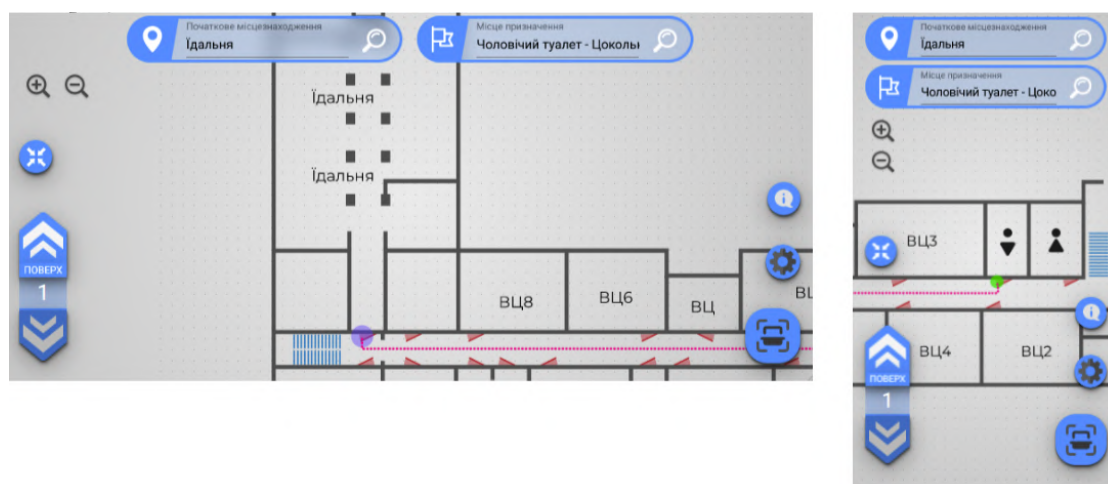 Початкове місцезнаходження
Їдальня
Місце призначення
Чоловічий туалет - Цоколь
Їдальня
Їдальня
ПОВЕРХ
1
ВЦ8
ВЦ6
ВЦ
ВЦ
Початкове місцезнаходження
Їдальня
Місце призначення
Чоловічий туалет - Цоко
ВЦ3
ВЦ4
ВЦ2
ПОВЕРХ
1